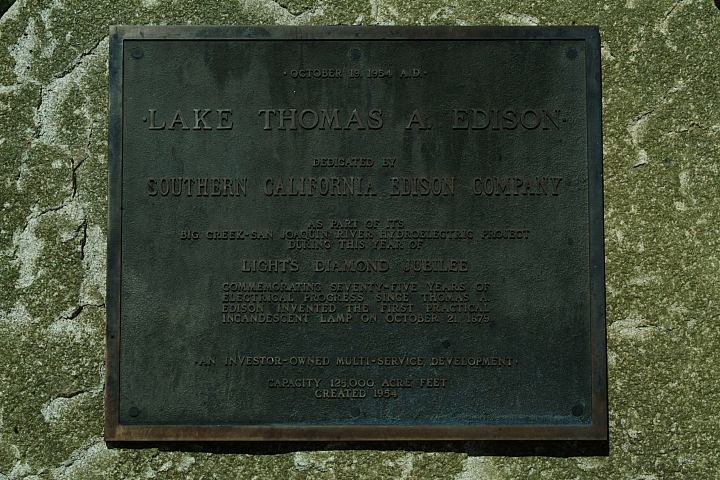 · OCTOBER 19, 1954 A.D. ·
· LAKE THOMAS A. EDISON ·
DEDICATED BY
SOUTHERN CALIFORNIA EDISON COMPANY
AS PART OF ITS
BIG CREEK-SAN JOAQUIN RIVER HYDROELECTRIC PROJECT
DURING THIS YEAR OF
LIGHT'S DIAMOND JUBILEE
COMMEMORATING SEVENTY-FIVE YEARS OF
ELECTRICAL PROGRESS SINCE THOMAS A.
EDISON INVENTED THE FIRST PRACTICAL
INCANDESCENT LAMP ON OCTOBER 21, 1879.
· AN INVESTOR-OWNED MULTI-SERVICE DEVELOPMENT ·
CAPACITY 125,000 ACRE FEET
CREATED 1954